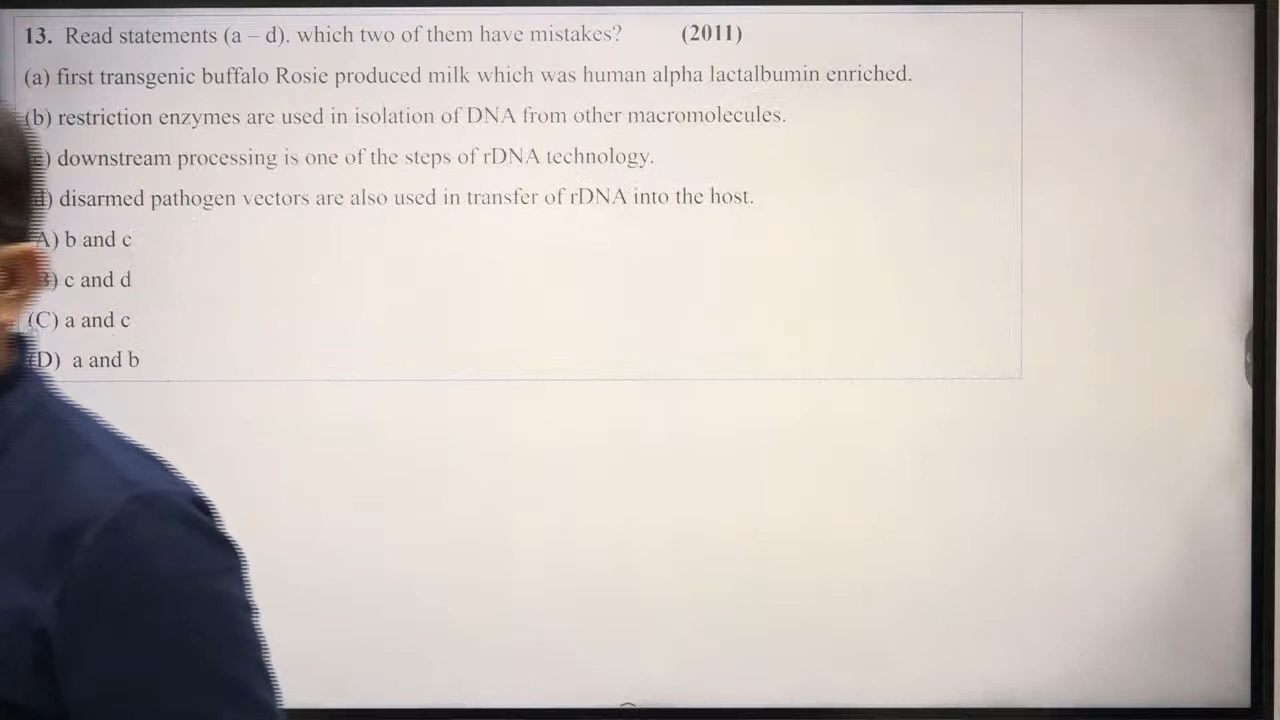 13. Read statements (a – d). which two of them have mistakes? (2011)
(a) first transgenic buffalo Rosie produced milk which was human alpha lactalbumin enriched.
(b) restriction enzymes are used in isolation of DNA from other macromolecules.
) downstream processing is one of the steps of rDNA technology.
d) disarmed pathogen vectors are also used in transfer of rDNA into the host.
A) b and c
) c and d
(C) a and c
(D) a and b